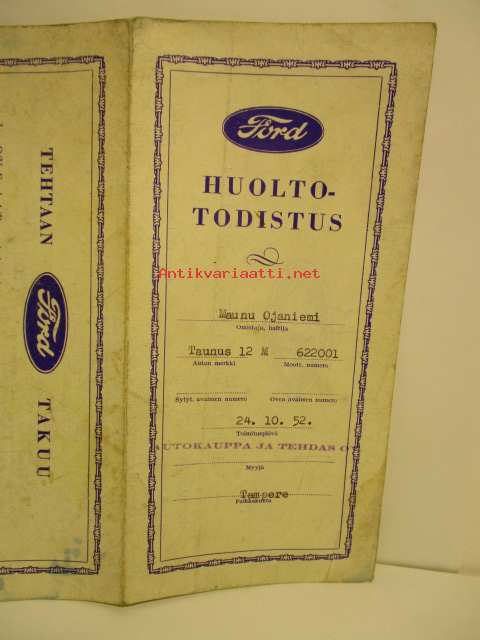 TEHTAAN
Ford
TAKUU
Ford
HUOLTO-
TODISTUS
Antikvariaatti.net
Maunu Ojaniemi
Omistaja, haltija
Taunus 12 M 622001
Auton merkki Moott. numero
Sytyt. avaimen numero Oven avaimen numero
24. 10. 52.
Toimituspäivä
AUTOKAUPPA JA TEHDAS O
Myyjä
Tampere
Paikkakunta